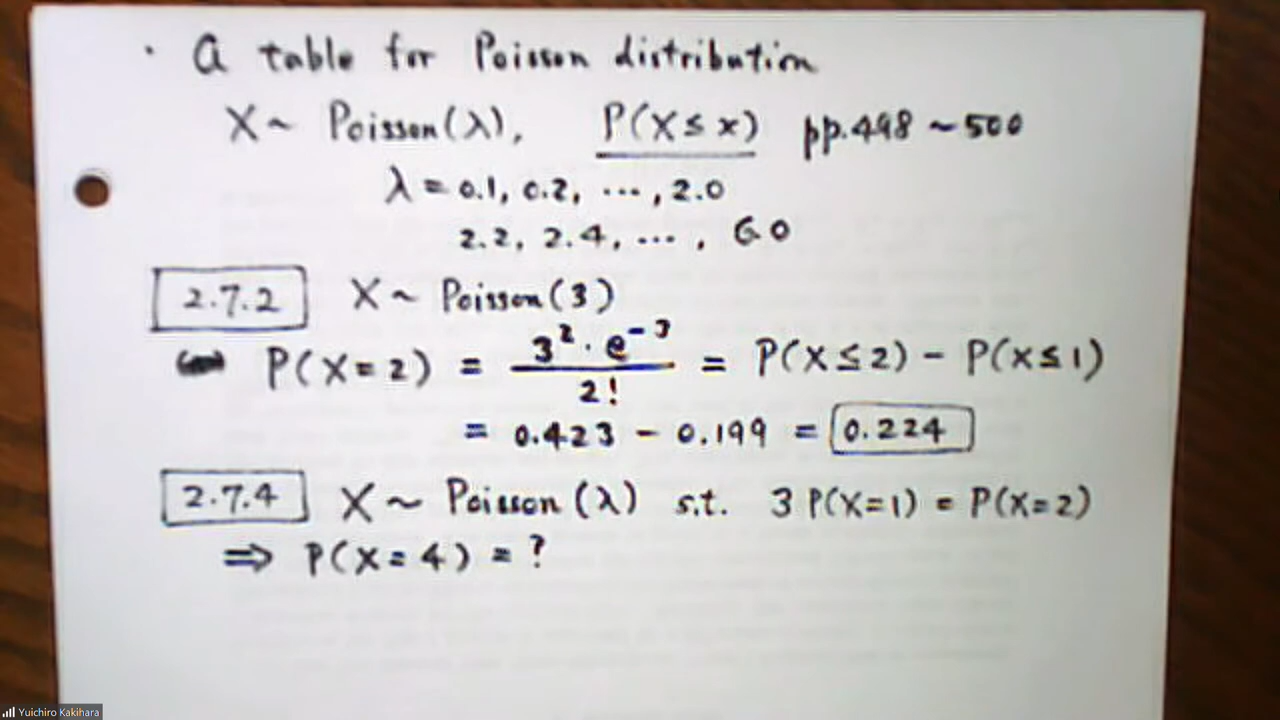 · A table for Poisson distribution
X ~ Poisson(λ), P(X ≤ x) pp.498 ~ 500
λ = 0.1, 0.2, ···, 2.0
2.2, 2.4, ···, 60
2.7.2 X ~ Poisson(3)
P(X = 2) = 3² · e⁻³ / 2! = P(X ≤ 2) - P(X ≤ 1)
= 0.423 - 0.199 = 0.224
2.7.4 X ~ Poisson(λ) s.t. 3 P(X=1) = P(X=2)
⇒ P(X = 4) = ?
Yuichiro Kakihara